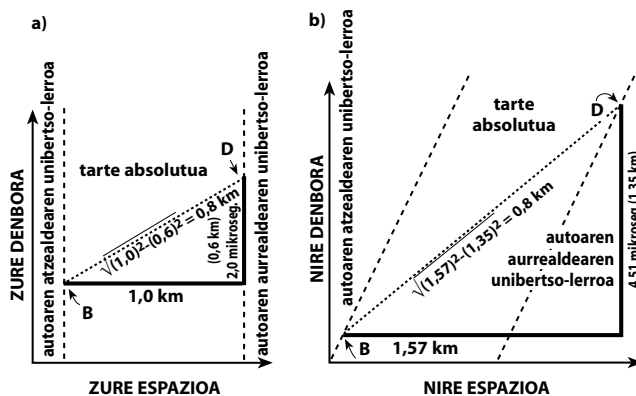 a)
ZURE DENBORA
autoaren atzealdearen unibertso-lerroa
tarte absolutua
D
√(1,0)²-(0,6)² = 0,8 km
(0,6 km)
2,0 mikroseg
autoaren aurrealdearen unibertso-lerroa
B
1,0 km
ZURE ESPAZIOA
b)
NIRE DENBORA
autoaren atzealdearen unibertso-lerroa
tarte
absolutua
D
√(1,57)²-(1,35)² = 0,8 km
autoaren
aurrealdearen
unibertso-lerroa
4,51 mikroseg (1,35 km)
B
1,57 km
NIRE ESPAZIOA